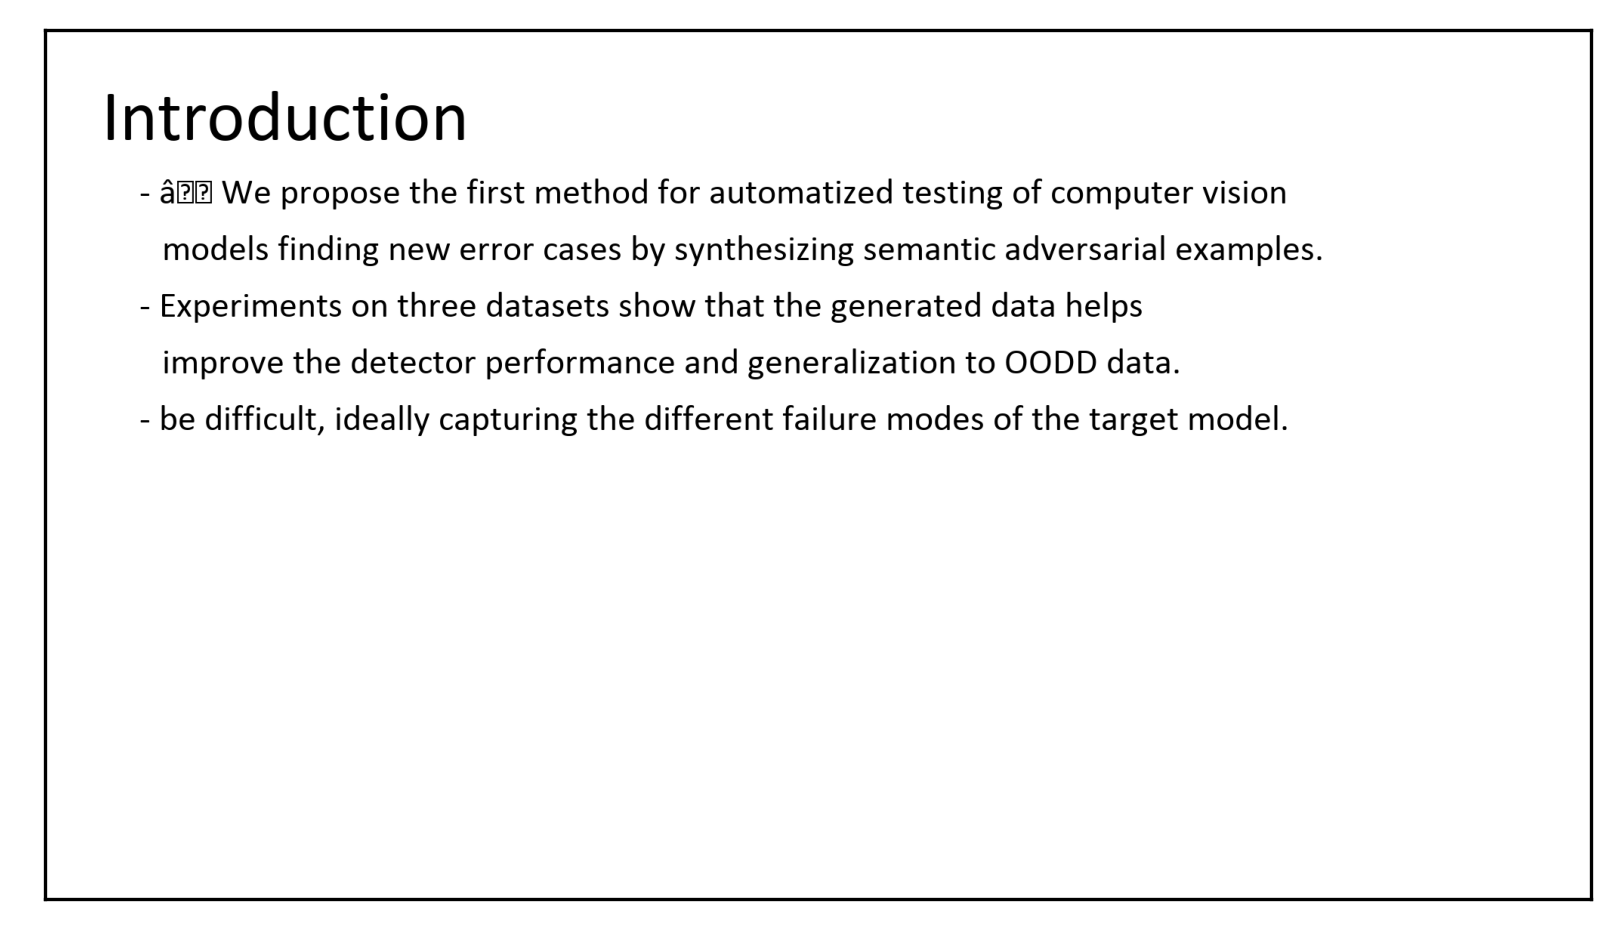 Introduction
- â�� We propose the first method for automatized testing of computer vision
models finding new error cases by synthesizing semantic adversarial examples.
- Experiments on three datasets show that the generated data helps
improve the detector performance and generalization to OODD data.
- be difficult, ideally capturing the different failure modes of the target model.